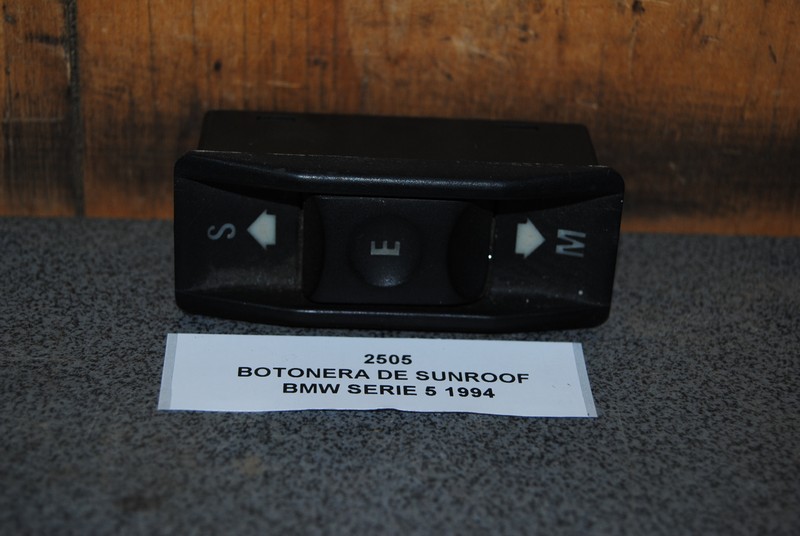 S E M
2505
BOTONERA DE SUNROOF
BMW SERIE 5 1994